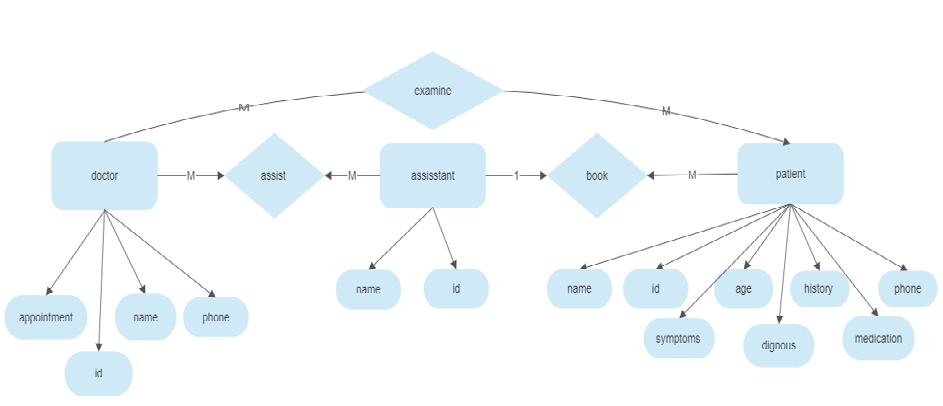 examine
M
M
doctor
M
assist
M
assisstant
1
book
M
patient
name
id
name
id
age
history
phone
appointment
name
phone
symptoms
dignous
medication
id